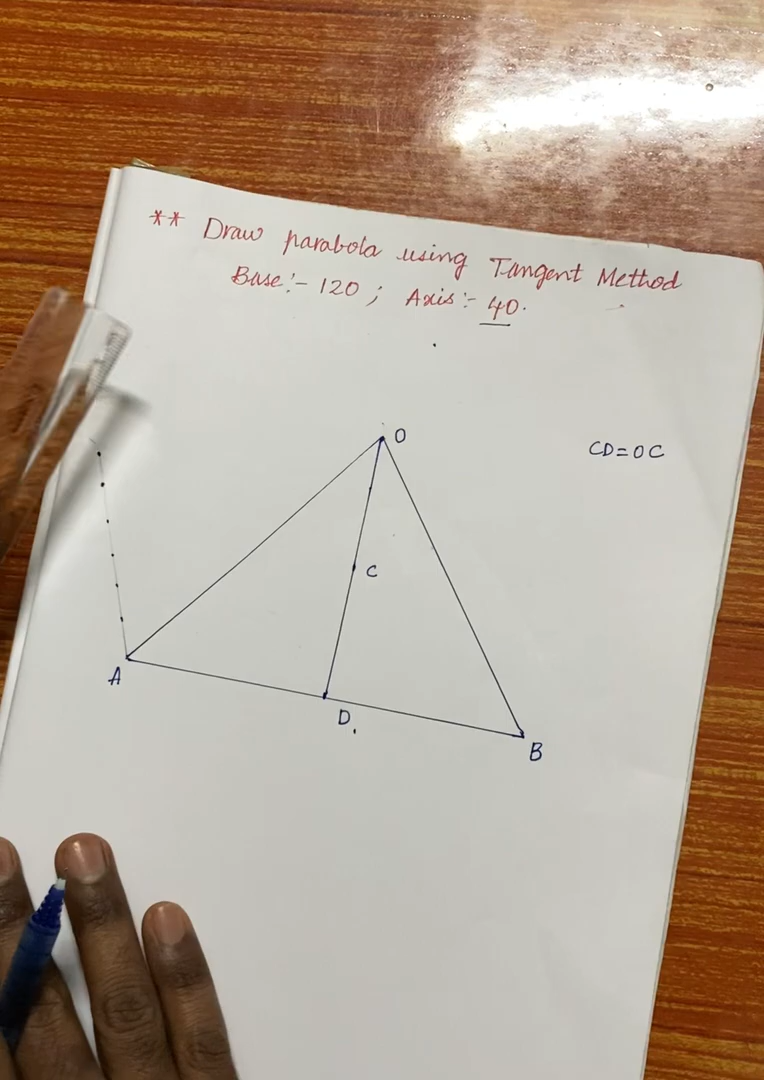 ** Draw parabola using Tangent Method
Base:- 120 ; Axis:- 40.
O
CD = OC
C
A
D.
B